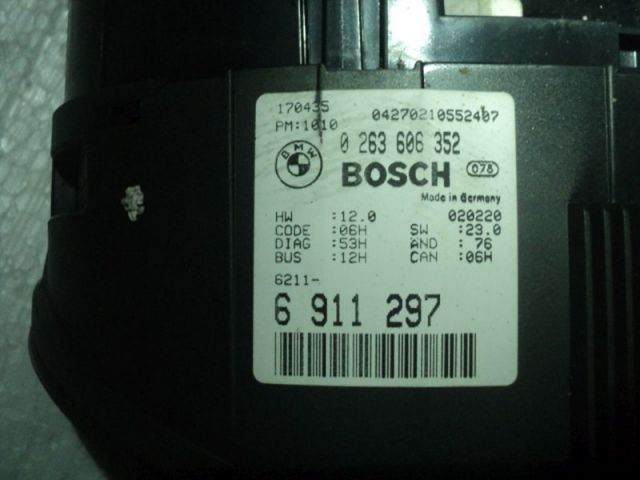 170435 04270210552407
PM:1010
0 263 606 352
BMW
BOSCH 078
Made in Germany
HW :12.0 020220
CODE :06H SW :23.0
DIAG :53H AND : 76
BUS :12H CAN :06H
6211-
6 911 297